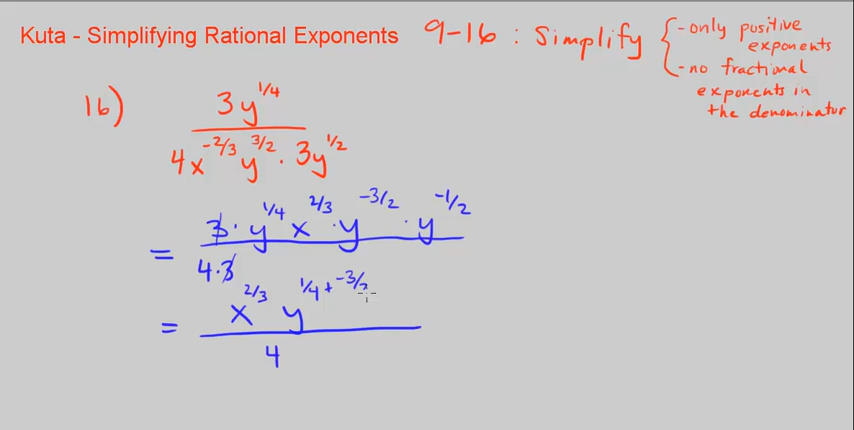 Kuta - Simplifying Rational Exponents 9-16 : Simplify { -only positive exponents
-no fractional exponents in the denominator
16) 3y^1/4
4x^-2/3 y^3/2 · 3y^1/2
= 3 · y^1/4 x^2/3 · y^-3/2 · y^-1/2
4·3
= x^2/3 y^1/4 + -3/2
4